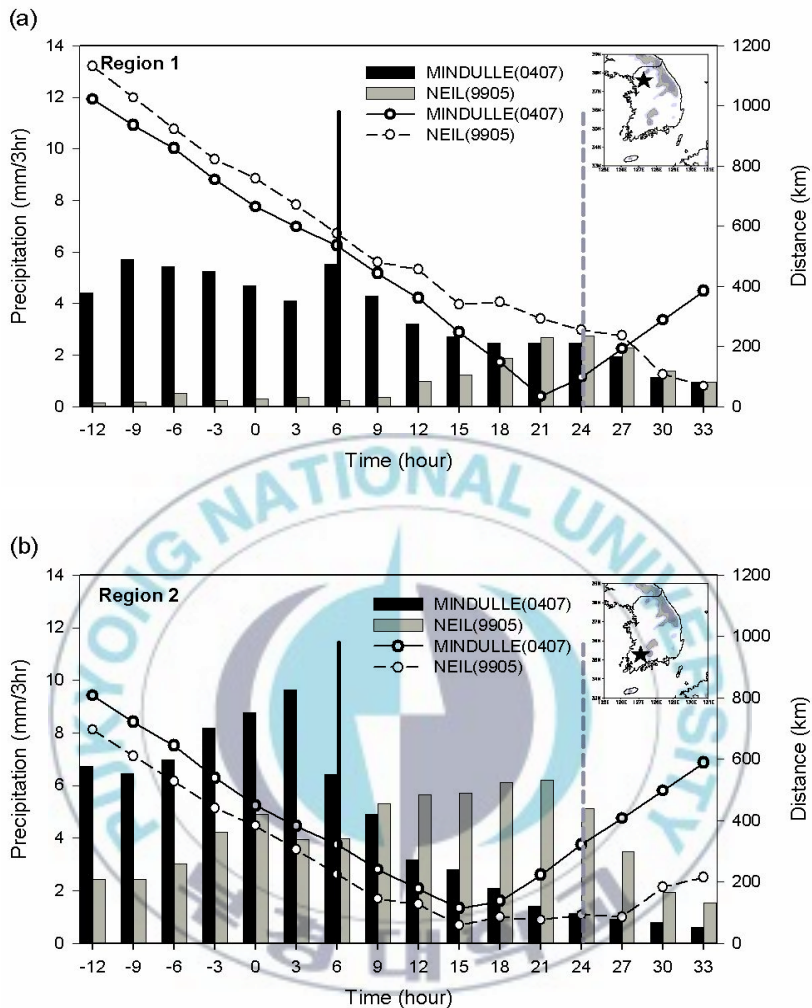 (a)
14
12
10
8
6
4
2
0
Precipitation (mm/3hr)
Region 1
MINDULLE(0407)
NEIL(9905)
MINDULLE(0407)
NEIL(9905)
1200
1000
800
600
400
200
0
Distance (km)
-12 -9 -6 -3 0 3 6 9 12 15 18 21 24 27 30 33
Time (hour)
PUKYONG NATIONAL UNIVERSITY
(b)
14
12
10
8
6
4
2
0
Precipitation (mm/3hr)
Region 2
MINDULLE(0407)
NEIL(9905)
MINDULLE(0407)
NEIL(9905)
1200
1000
800
600
400
200
0
Distance (km)
-12 -9 -6 -3 0 3 6 9 12 15 18 21 24 27 30 33
Time (hour)